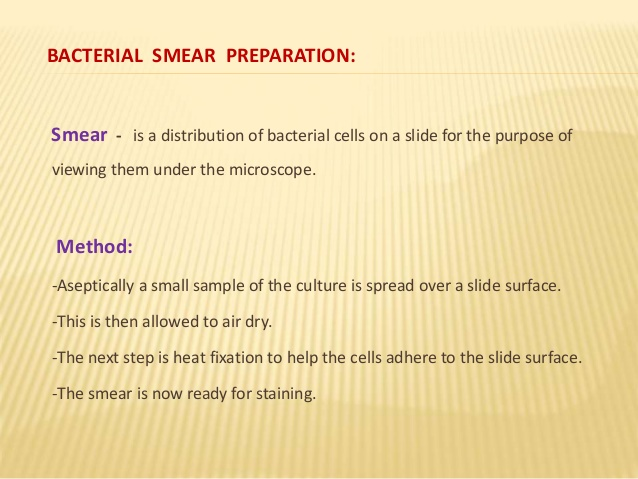 BACTERIAL SMEAR PREPARATION:
Smear - is a distribution of bacterial cells on a slide for the purpose of
viewing them under the microscope.
Method:
-Aseptically a small sample of the culture is spread over a slide surface.
-This is then allowed to air dry.
-The next step is heat fixation to help the cells adhere to the slide surface.
-The smear is now ready for staining.